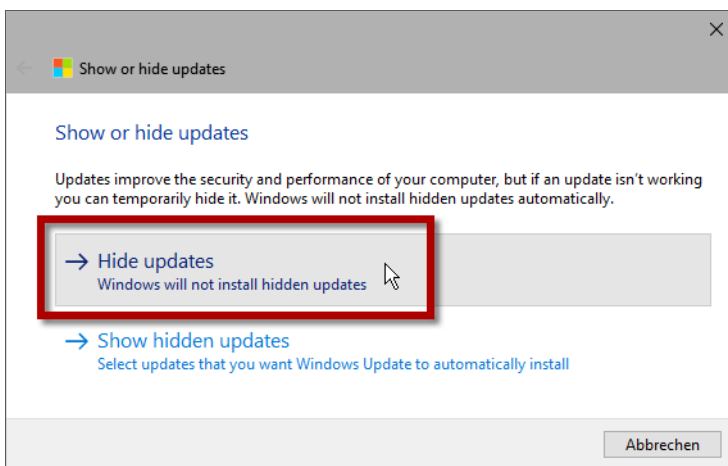 Show or hide updates
Show or hide updates
Updates improve the security and performance of your computer, but if an update isn't working
you can temporarily hide it. Windows will not install hidden updates automatically.
Hide updates
Windows will not install hidden updates
Show hidden updates
Select updates that you want Windows Update to automatically install
Abbrechen